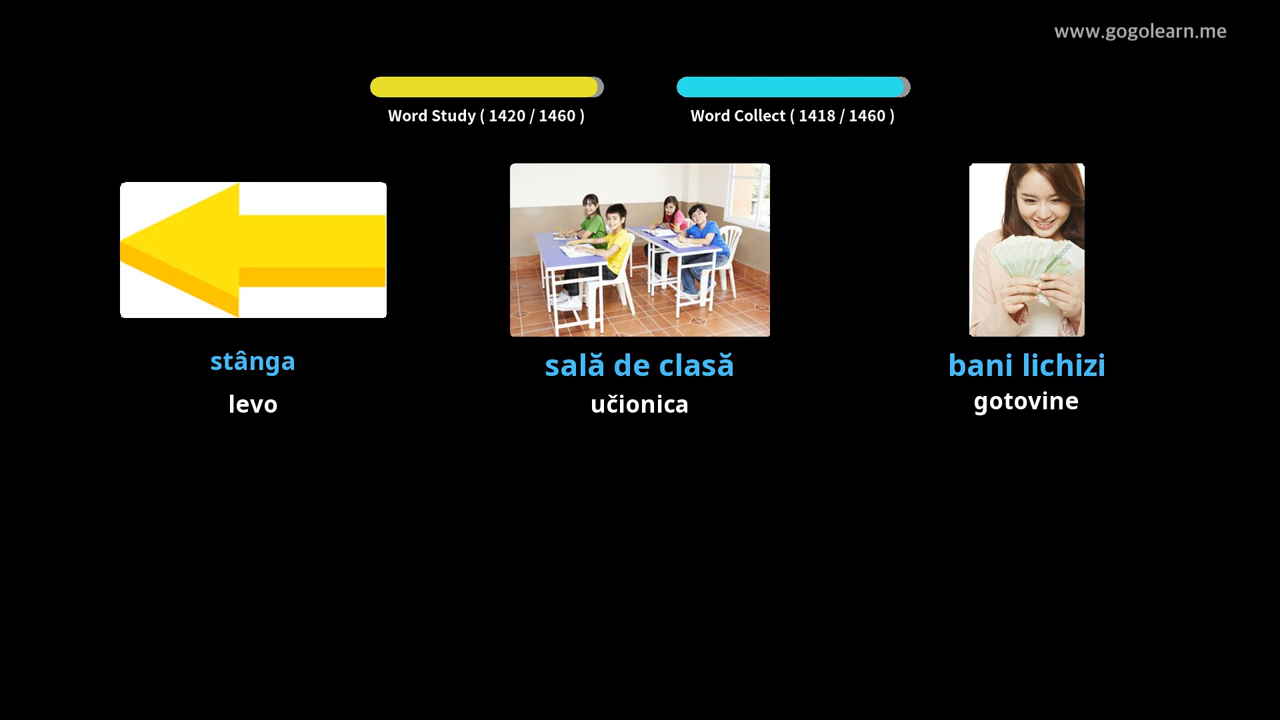 www.gogolearn.me
Word Study ( 1420 / 1460 )
Word Collect ( 1418 / 1460 )
stânga
levo
sală de clasă
učionica
bani lichizi
gotovine